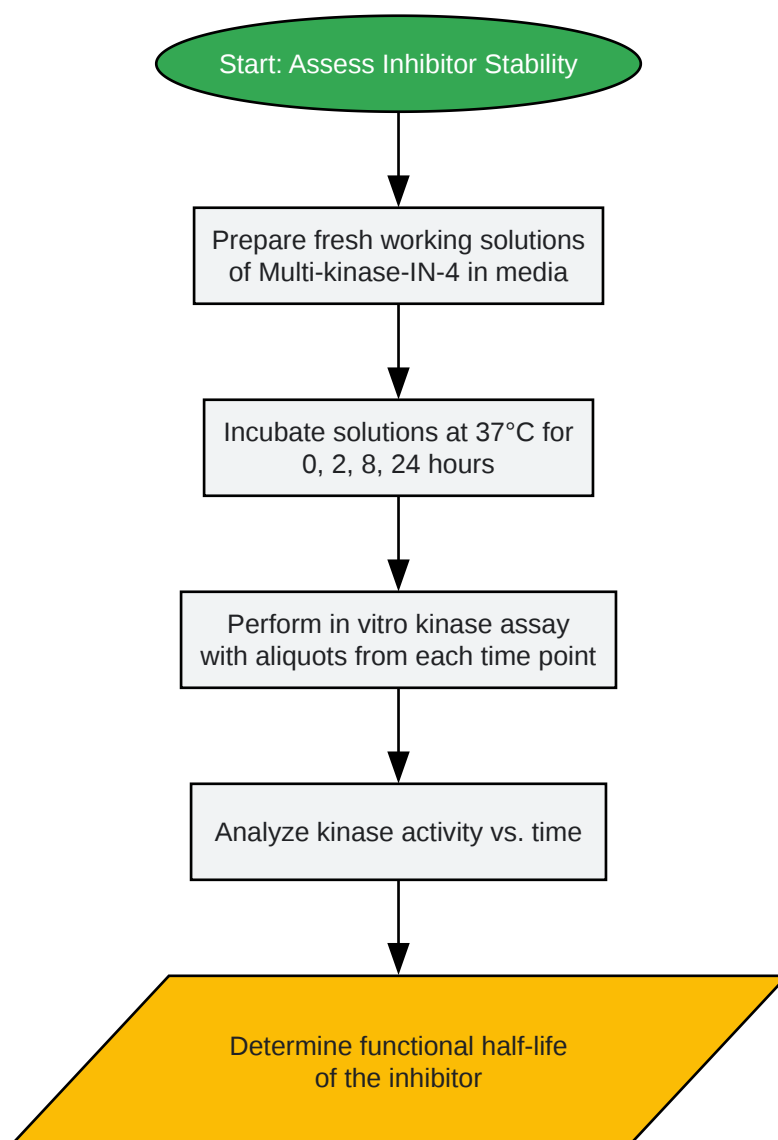 Start: Assess Inhibitor Stability
Prepare fresh working solutions
of Multi-kinase-IN-4 in media
Incubate solutions at 37°C for
0, 2, 8, 24 hours
Perform in vitro kinase assay
with aliquots from each time point
Analyze kinase activity vs. time
Determine functional half-life
of the inhibitor